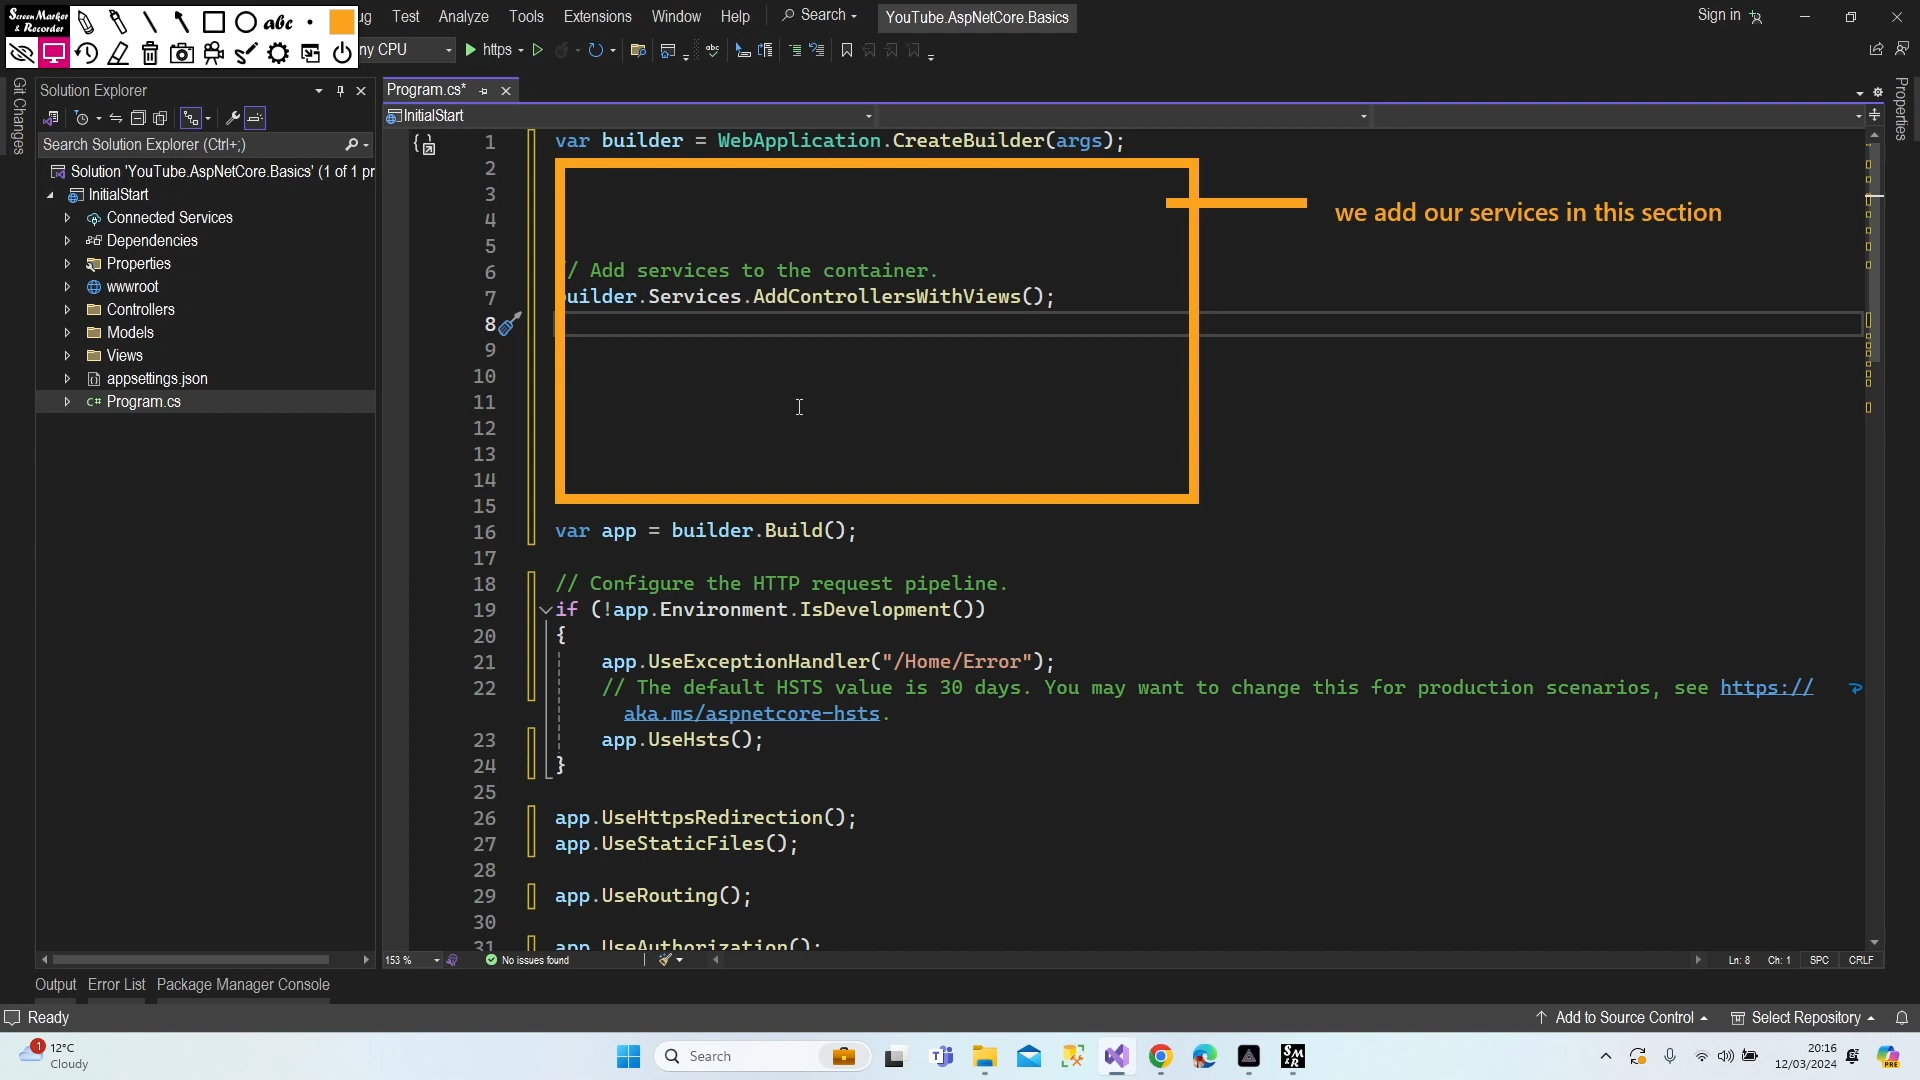 Screen Marker
& Recorder
abc
ug Test Analyze Tools Extensions Window Help Search YouTube.AspNetCore.Basics Sign in
ny CPU https abc
Git Changes
Solution Explorer
Search Solution Explorer (Ctrl+;)
Solution 'YouTube.AspNetCore.Basics' (1 of 1 pr
InitialStart
Connected Services
Dependencies
Properties
wwwroot
Controllers
Models
Views
appsettings.json
C# Program.cs
Program.cs*
InitialStart
Properties
1 var builder = WebApplication.CreateBuilder(args);
2
3
4
5
6 / Add services to the container.
7 builder.Services.AddControllersWithViews();
8
9
10
11
12
13
14
15
16 var app = builder.Build();
17
18 // Configure the HTTP request pipeline.
19 if (!app.Environment.IsDevelopment())
20 {
21 app.UseExceptionHandler("/Home/Error");
22 // The default HSTS value is 30 days. You may want to change this for production scenarios, see https://
aka.ms/aspnetcore-hsts.
23 app.UseHsts();
24 }
25
26 app.UseHttpsRedirection();
27 app.UseStaticFiles();
28
29 app.UseRouting();
30
31 app.UseAuthorization();
we add our services in this section
153 % No issues found Ln: 8 Ch: 1 SPC CRLF
Output Error List Package Manager Console
Ready Add to Source Control Select Repository
1
12°C
Cloudy
Search
SM
&R
20:16
12/03/2024
PRE